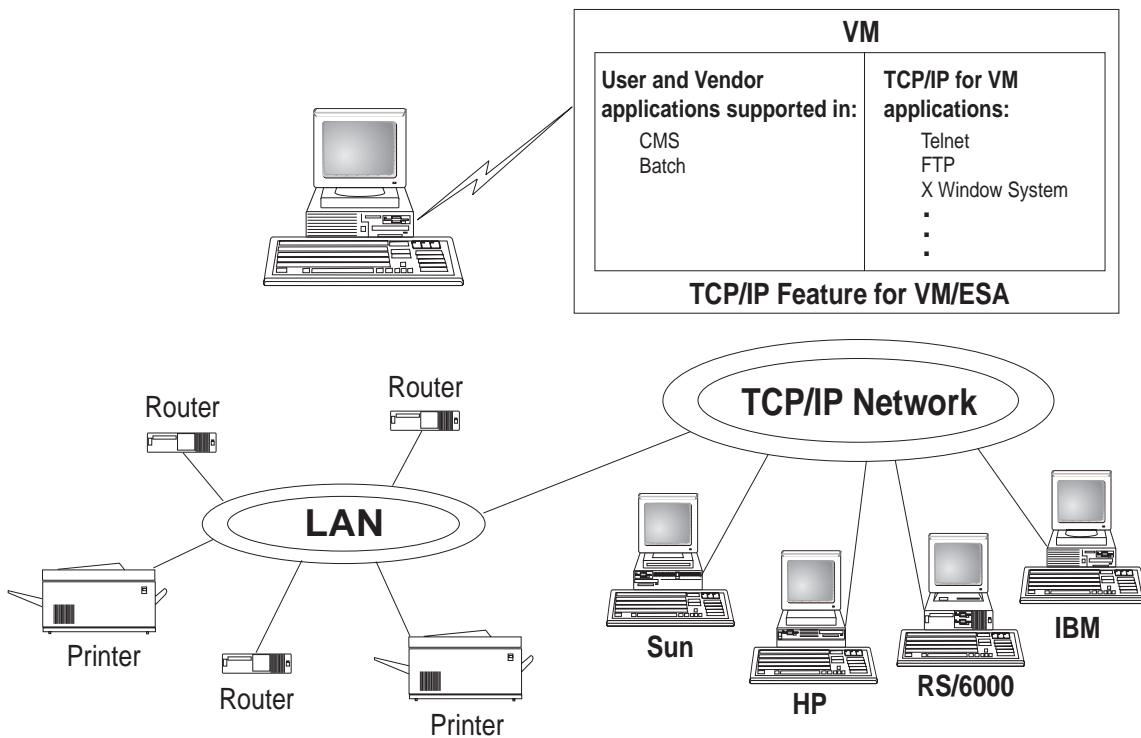 VM
User and Vendor
applications supported in:
CMS
Batch
TCP/IP for VM
applications:
Telnet
FTP
X Window System
TCP/IP Feature for VM/ESA
TCP/IP Network
Router
Router
LAN
Printer
Router
Printer
Sun
HP
RS/6000
IBM